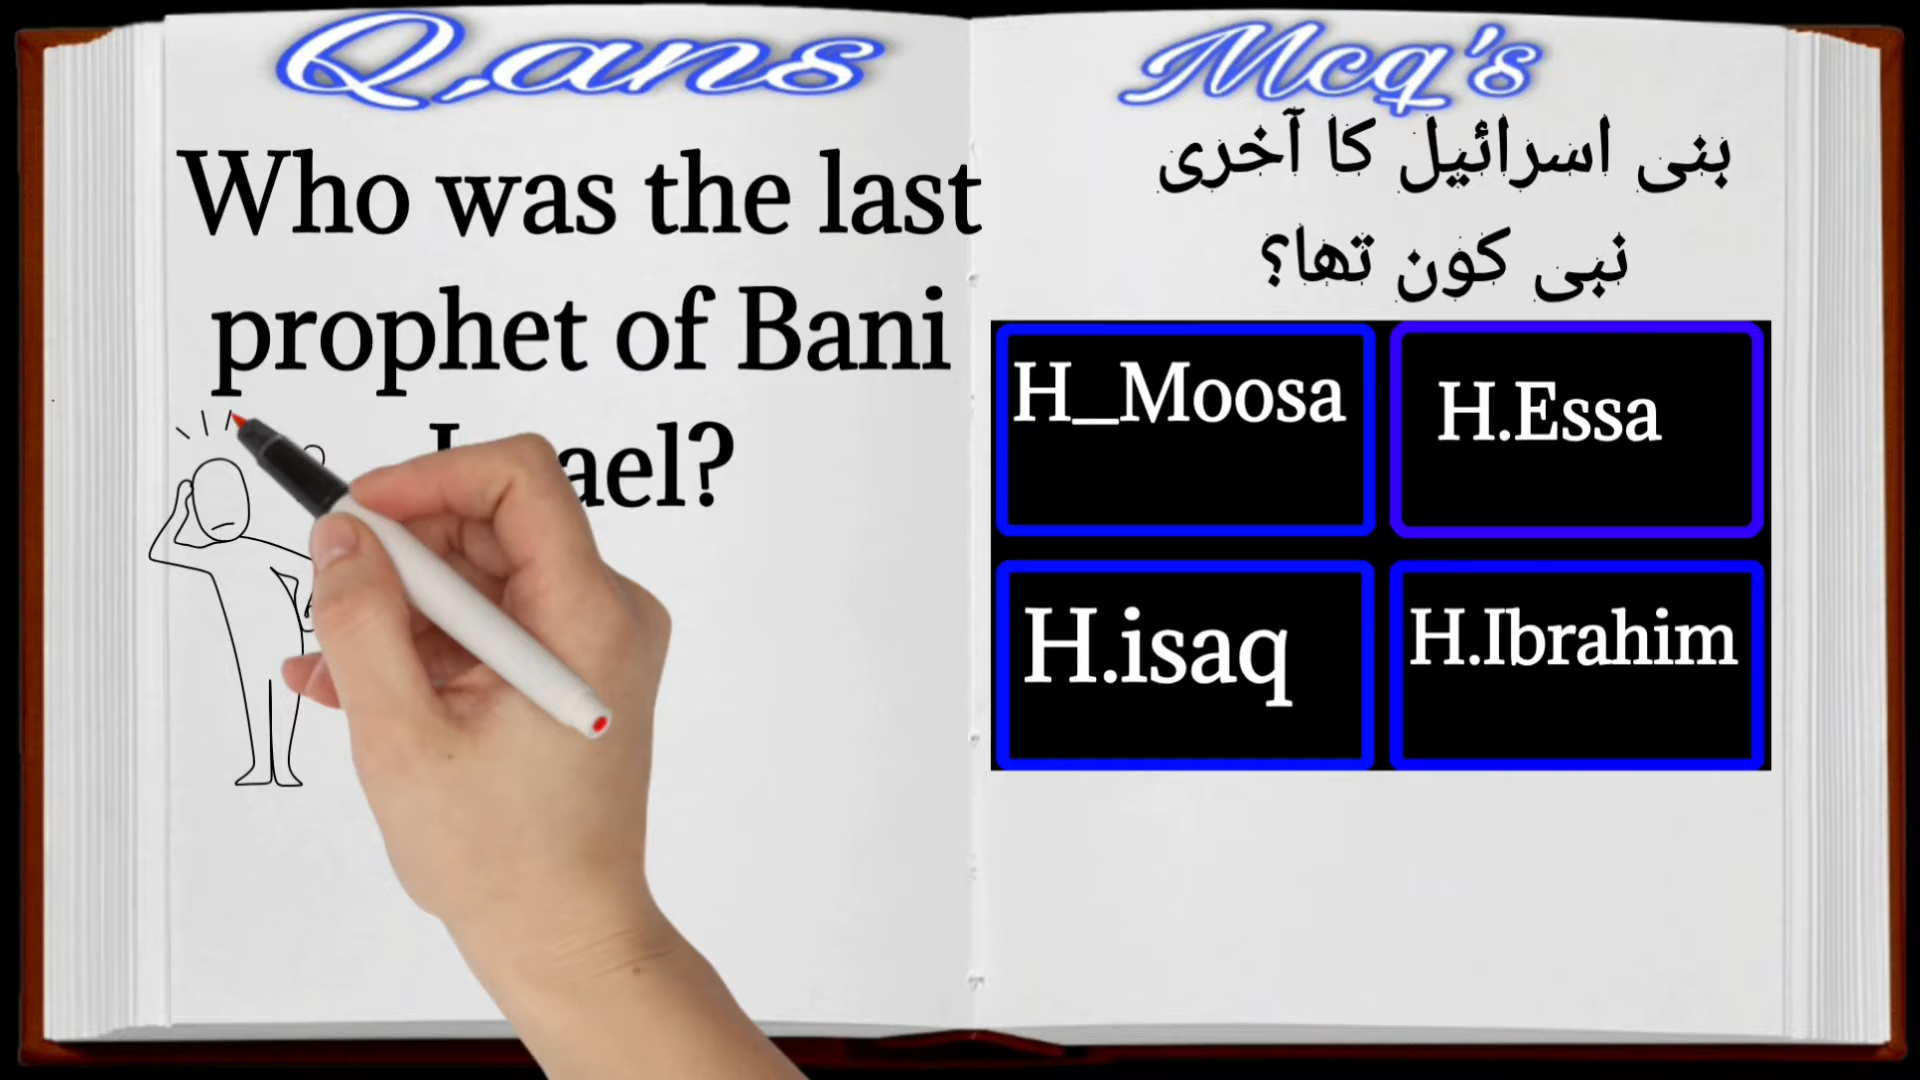 Q,ans
Who was the last
prophet of Bani
ael?
Mcq's
بنی اسرائیل کا آخری
نبی کون تھا؟
H_Moosa
H.Essa
H.isaq
H.Ibrahim